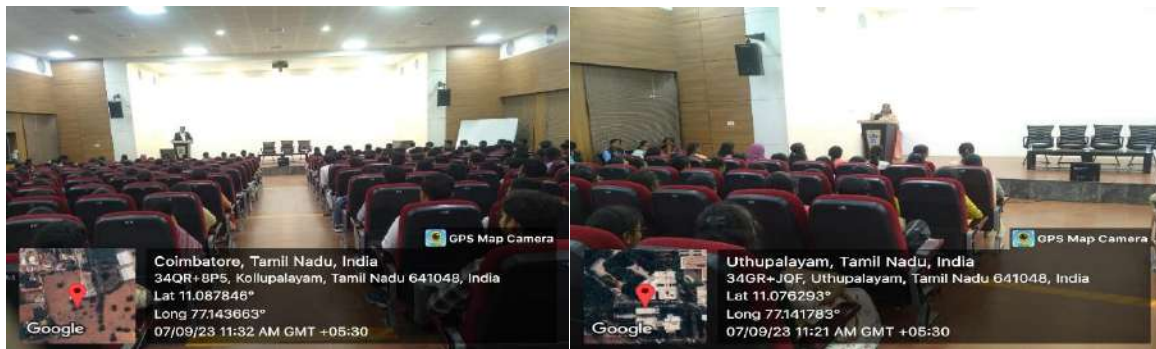 GPS Map Camera
Coimbatore, Tamil Nadu, India
34QR+8P5, Kollupalayam, Tamil Nadu 641048, India
Lat 11.087846°
Long 77.143663°
07/09/23 11:32 AM GMT +05:30
Google
GPS Map Camera
Uthupalayam, Tamil Nadu, India
34GR+JQF, Uthupalayam, Tamil Nadu 641048, India
Lat 11.076293°
Long 77.141783°
07/09/23 11:21 AM GMT +05:30
Google